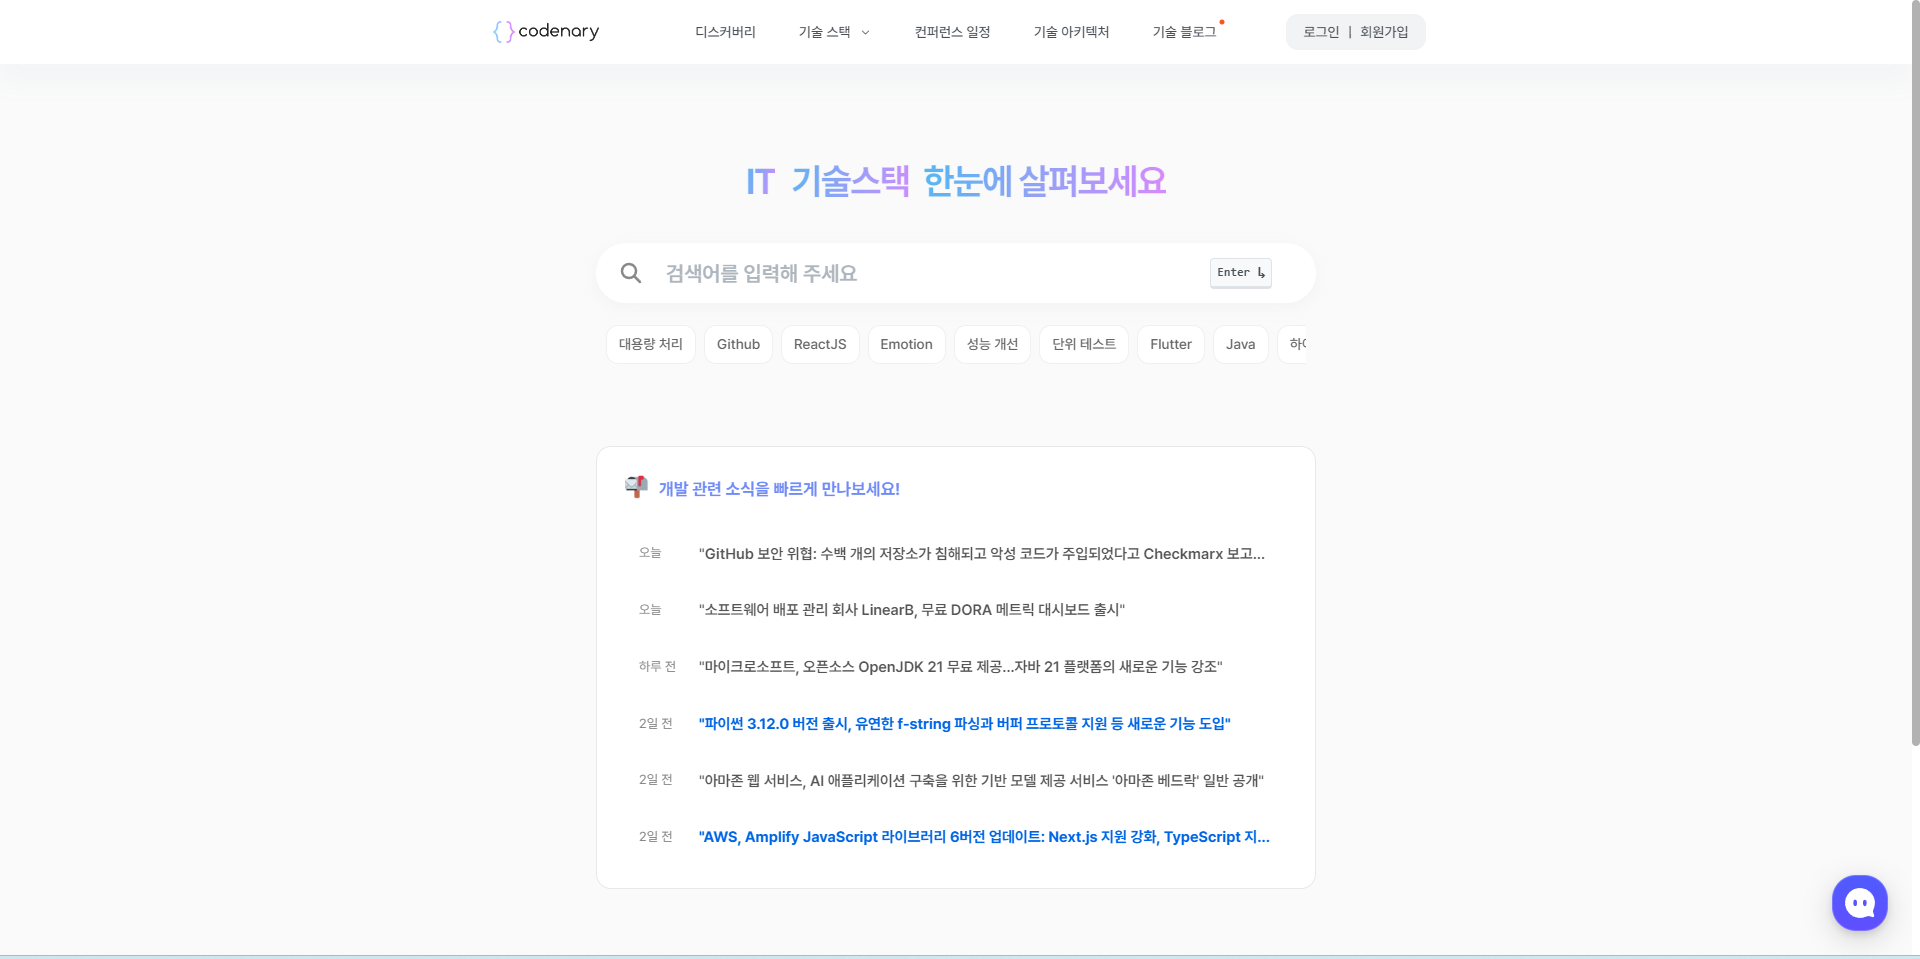 codenary
디스커버리
기술 스택
컨퍼런스 일정
기술 아키텍처
기술 블로그
로그인 | 회원가입
IT 기술스택 한눈에 살펴보세요
검색어를 입력해 주세요
Enter
대용량 처리
Github
ReactJS
Emotion
성능 개선
단위 테스트
Flutter
Java
개발 관련 소식을 빠르게 만나보세요!
오늘 "GitHub 보안 위협: 수백 개의 저장소가 침해되고 악성 코드가 주입되었다고 Checkmarx 보고...
오늘 "소프트웨어 배포 관리 회사 LinearB, 무료 DORA 메트릭 대시보드 출시"
하루 전 "마이크로소프트, 오픈소스 OpenJDK 21 무료 제공...자바 21 플랫폼의 새로운 기능 강조"
2일 전 "파이썬 3.12.0 버전 출시, 유연한 f-string 파싱과 버퍼 프로토콜 지원 등 새로운 기능 도입"
2일 전 "아마존 웹 서비스, AI 애플리케이션 구축을 위한 기반 모델 제공 서비스 '아마존 베드락' 일반 공개"
2일 전 "AWS, Amplify JavaScript 라이브러리 6버전 업데이트: Next.js 지원 강화, TypeScript 지...